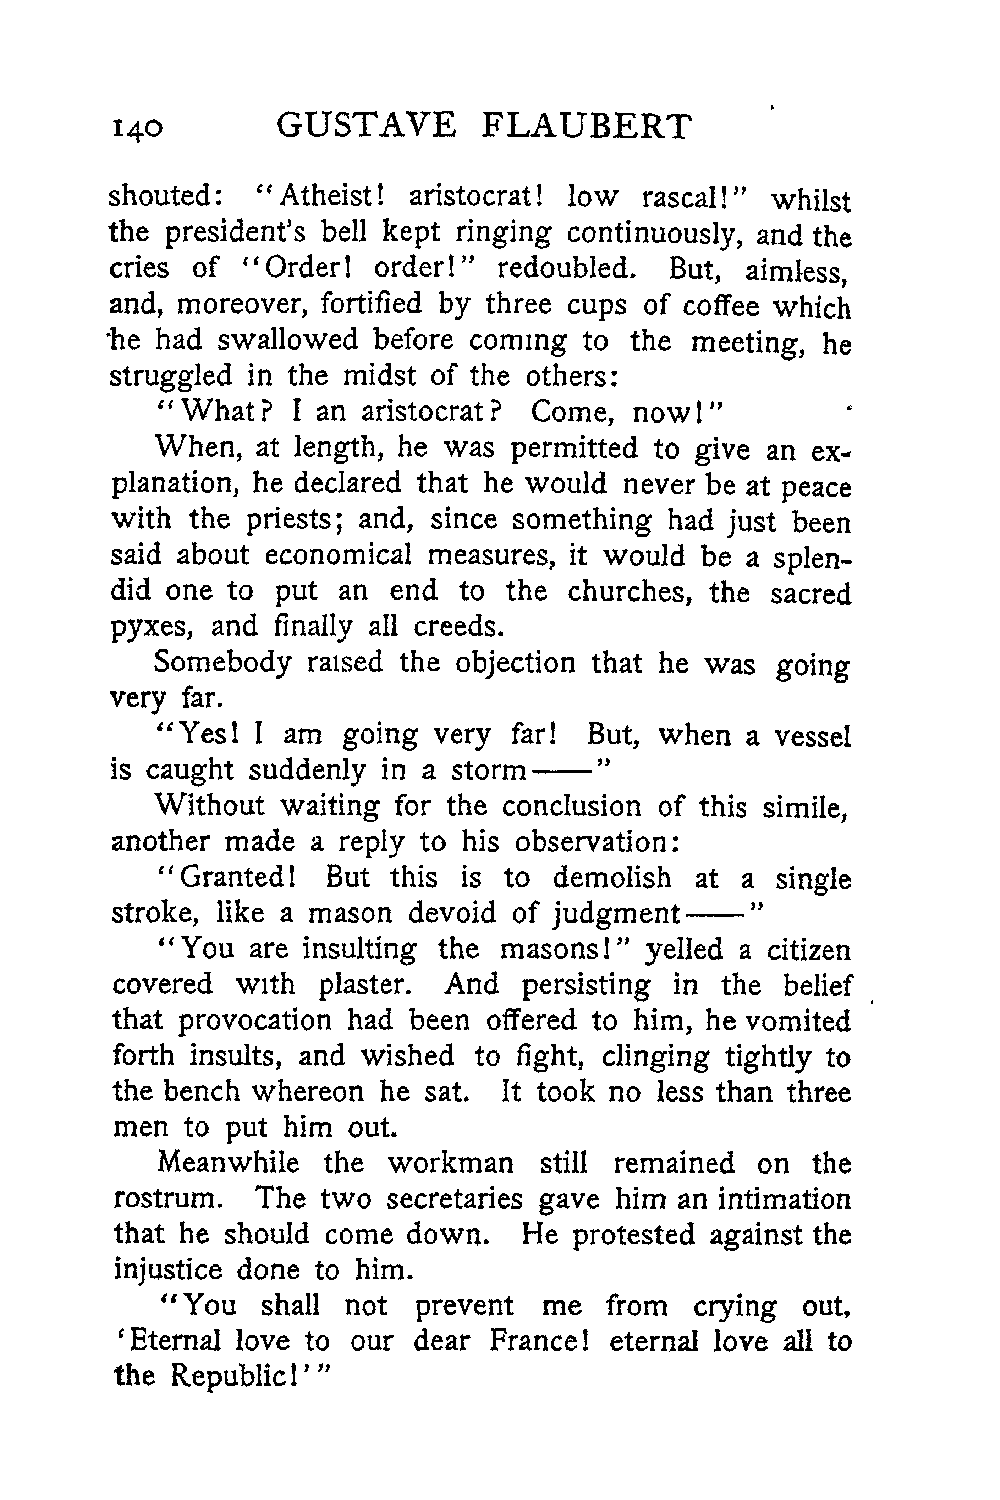 140 GUSTAVE FLAUBERT
shouted: "Atheist! aristocrat! low rascal!" whilst
the president's bell kept ringing continuously, and the
cries of "Order! order!" redoubled. But, aimless,
and, moreover, fortified by three cups of coffee which
he had swallowed before coming to the meeting, he
struggled in the midst of the others:
"What? I an aristocrat? Come, now!"
When, at length, he was permitted to give an ex-
planation, he declared that he would never be at peace
with the priests; and, since something had just been
said about economical measures, it would be a splen-
did one to put an end to the churches, the sacred
pyxes, and finally all creeds.
Somebody raised the objection that he was going
very far.
"Yes! I am going very far! But, when a vessel
is caught suddenly in a storm——"
Without waiting for the conclusion of this simile,
another made a reply to his observation:
"Granted! But this is to demolish at a single
stroke, like a mason devoid of judgment——"
"You are insulting the masons!" yelled a citizen
covered with plaster. And persisting in the belief
that provocation had been offered to him, he vomited
forth insults, and wished to fight, clinging tightly to
the bench whereon he sat. It took no less than three
men to put him out.
Meanwhile the workman still remained on the
rostrum. The two secretaries gave him an intimation
that he should come down. He protested against the
injustice done to him.
"You shall not prevent me from crying out,
'Eternal love to our dear France! eternal love all to
the Republic!'"